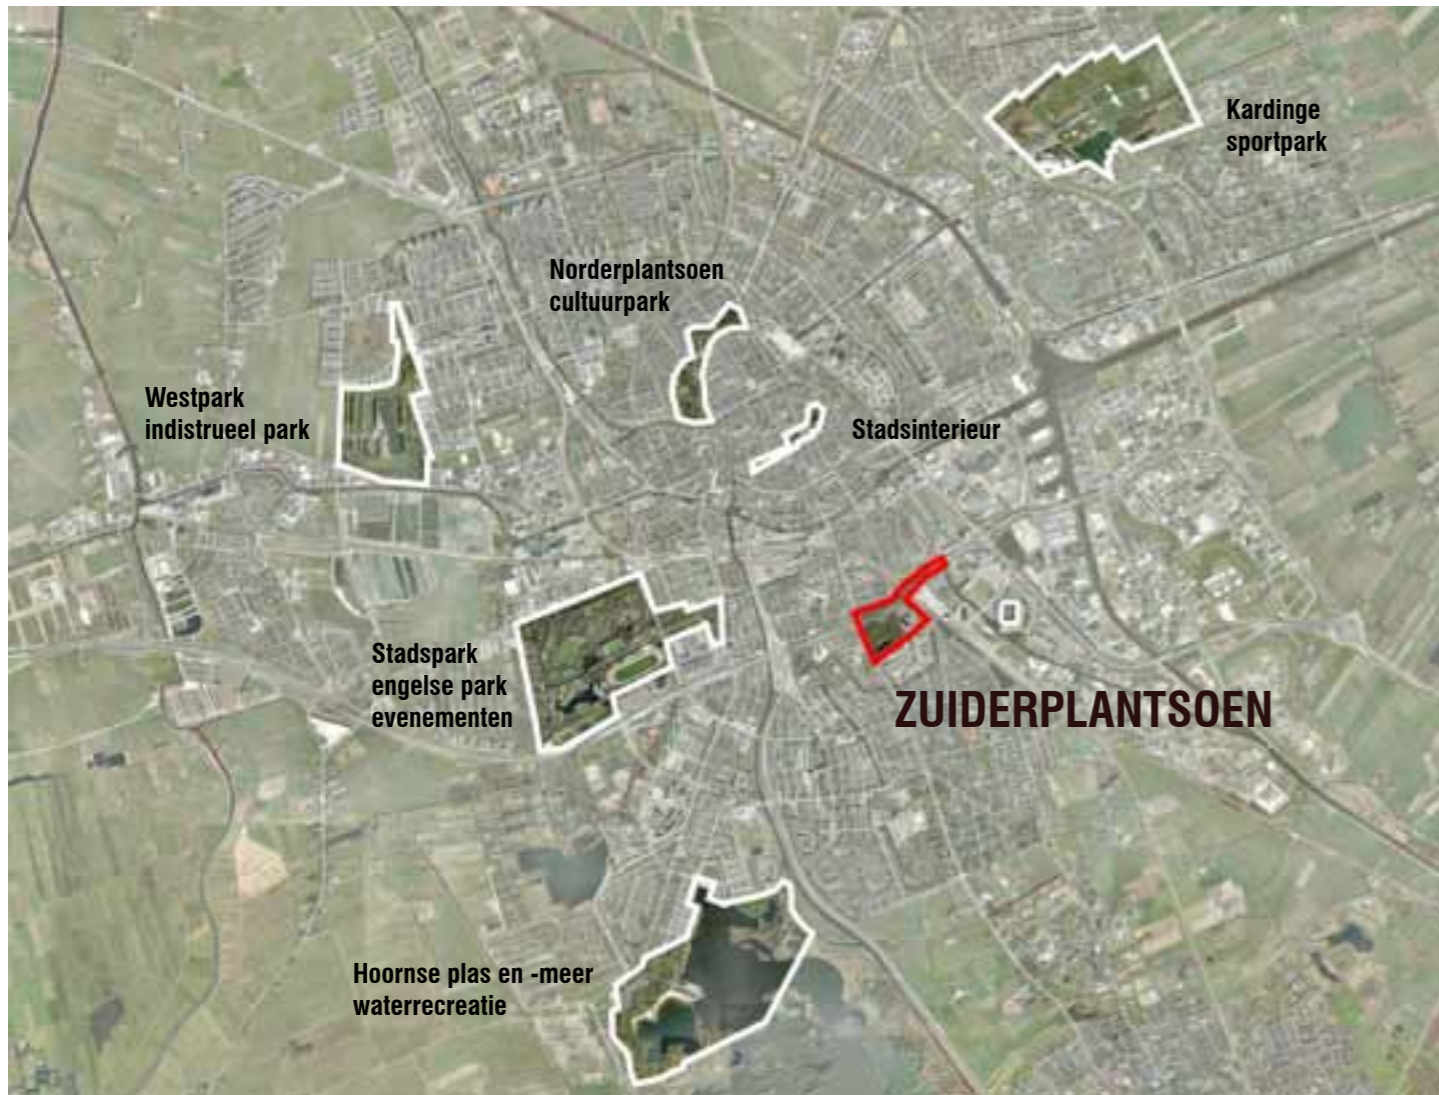 Kardinge
sportpark
Norderplantsoen
cultuurpark
Westpark
indistrueel park
Stadsinterieur
Stadspark
engelse park
evenementen
ZUIDERPLANTSOEN
Hoornse plas en -meer
waterrecreatie